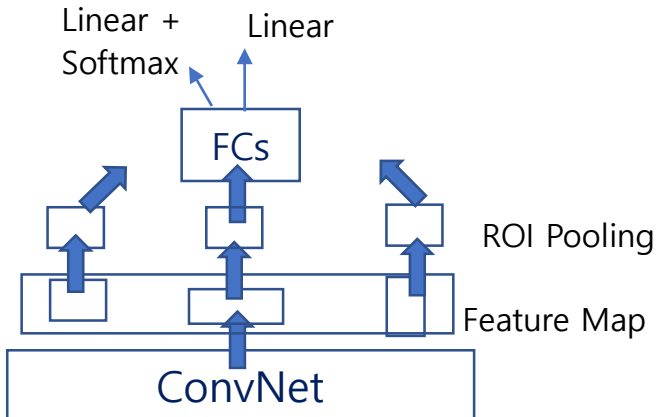 Linear +
Softmax
Linear
FCs
ROI Pooling
Feature Map
ConvNet